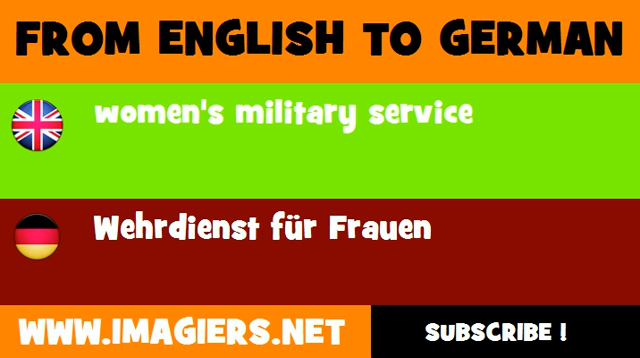 FROM ENGLISH TO GERMAN
women's military service
Wehrdienst für Frauen
WWW.IMAGIERS.NET
SUBSCRIBE !